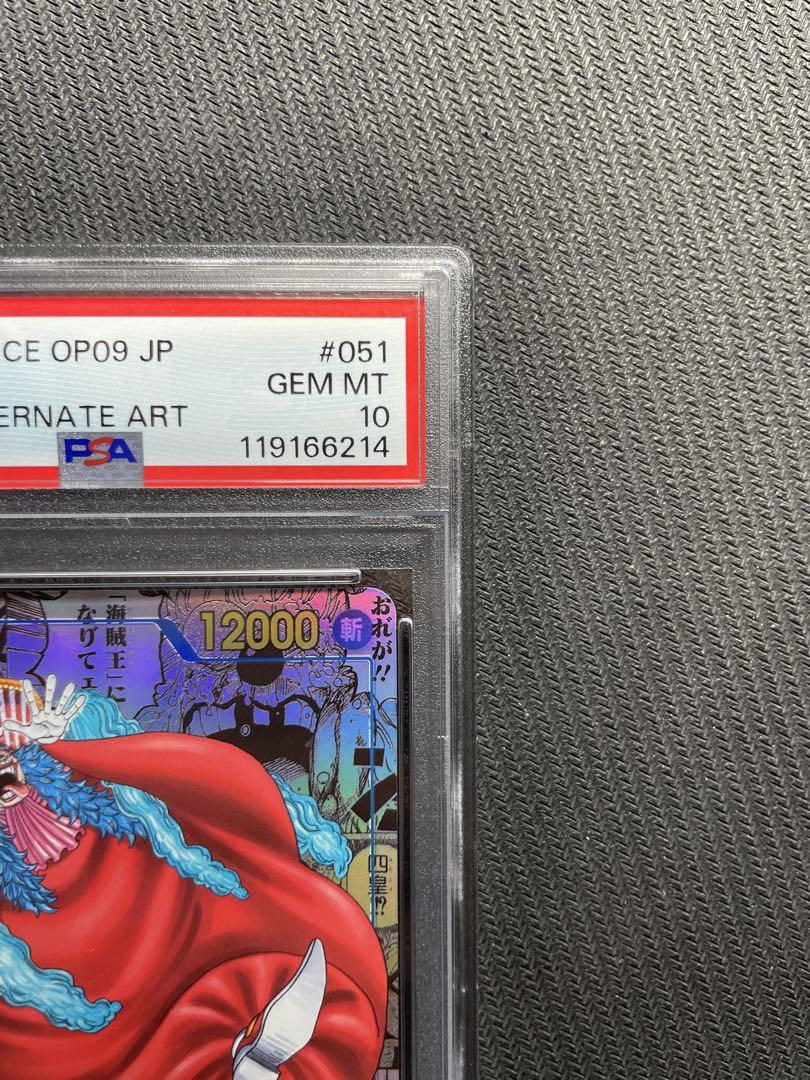 CE OP09 JP #051
GEM MT
ERNATE ART 10
PSA 119166214
12000 斬
おれが!!
「海賊王」に
なりてェ
四皇!?